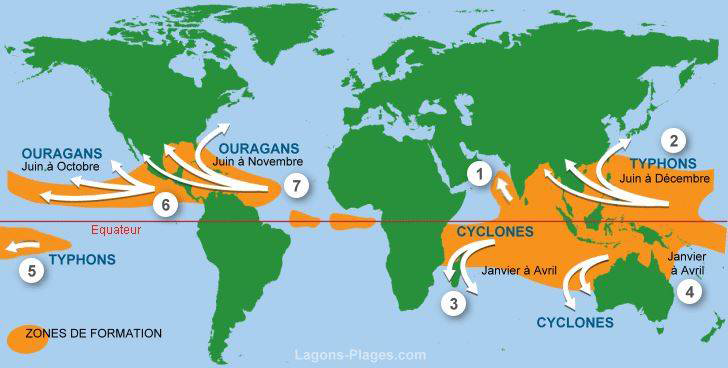 2
OURAGANS
Juin à Octobre
OURAGANS
Juin à Novembre
TYPHONS
Juin à Décembre
1
7
6
Equateur
CYCLONES
TYPHONS
5
Janvier à Avril
Janvier
à Avril
3
4
CYCLONES
ZONES DE FORMATION
Lagons-Plages.com